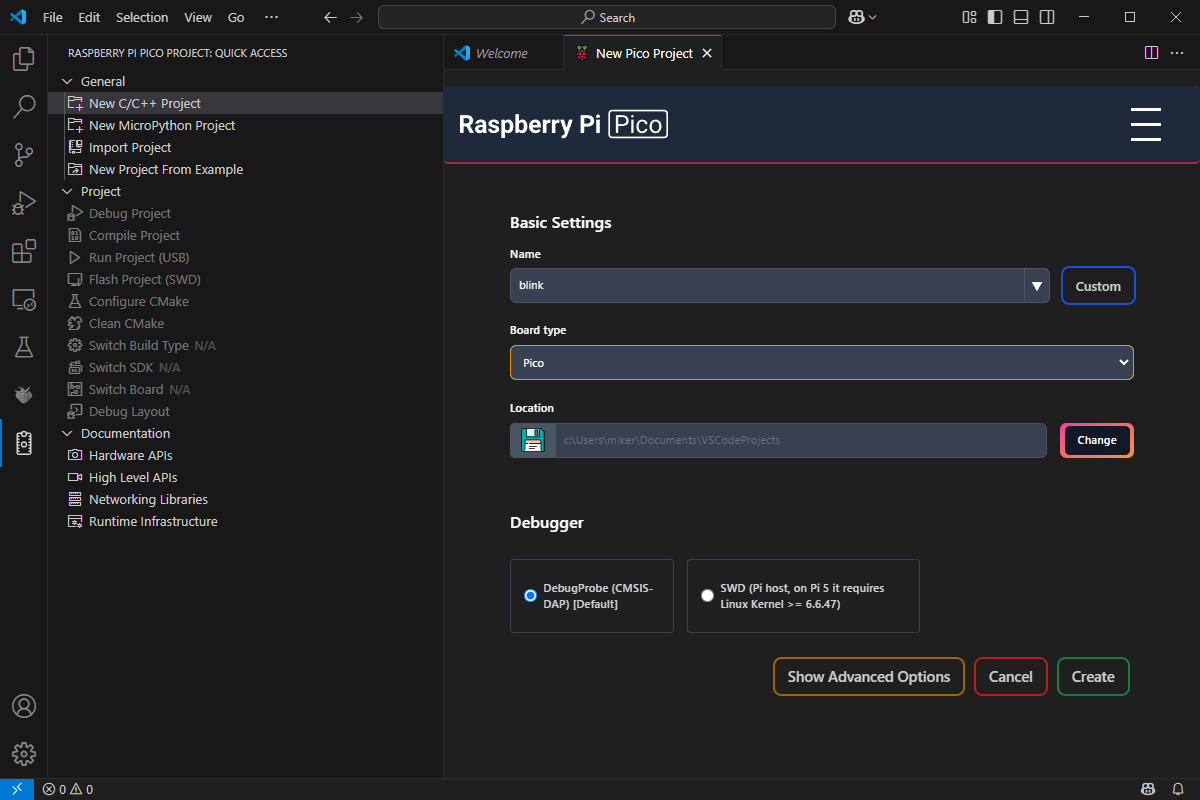 File Edit Selection View Go ··· Search
RASPBERRY PI PICO PROJECT: QUICK ACCESS
General
New C/C++ Project
New MicroPython Project
Import Project
New Project From Example
Project
Debug Project
Compile Project
Run Project (USB)
Flash Project (SWD)
Configure CMake
Clean CMake
Switch Build Type N/A
Switch SDK N/A
Switch Board N/A
Debug Layout
Documentation
Hardware APIs
High Level APIs
Networking Libraries
Runtime Infrastructure
Welcome New Pico Project
Raspberry Pi Pico
Basic Settings
Name
blink Custom
Board type
Pico
Location
c:\Users\miker\Documents\VSCodeProjects Change
Debugger
DebugProbe (CMSIS-
DAP) [Default]
SWD (Pi host, on Pi 5 it requires
Linux Kernel >= 6.6.47)
Show Advanced Options Cancel Create
0 0